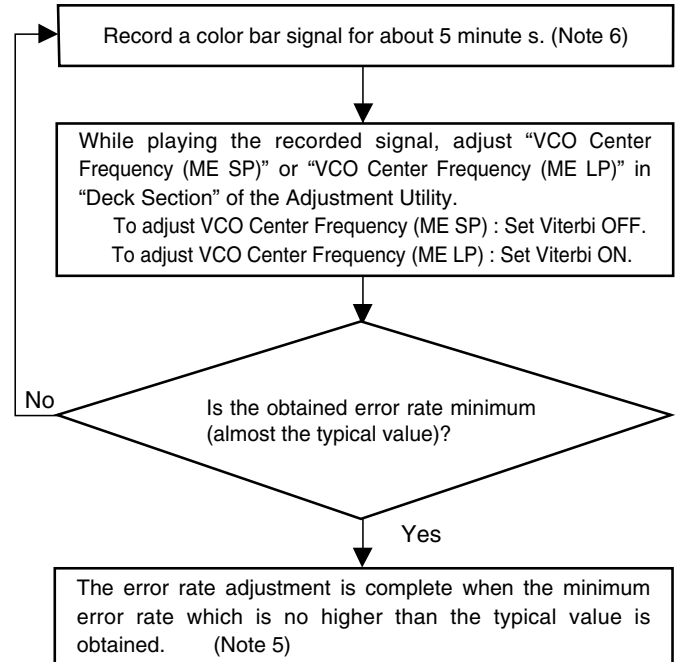 Record a color bar signal for about 5 minute s. (Note 6)
While playing the recorded signal, adjust “VCO Center
Frequency (ME SP)” or “VCO Center Frequency (ME LP)” in
“Deck Section” of the Adjustment Utility.
To adjust VCO Center Frequency (ME SP) : Set Viterbi OFF.
To adjust VCO Center Frequency (ME LP) : Set Viterbi ON.
No
Is the obtained error rate minimum
(almost the typical value)?
Yes
The error rate adjustment is complete when the minimum
error rate which is no higher than the typical value is
obtained. (Note 5)